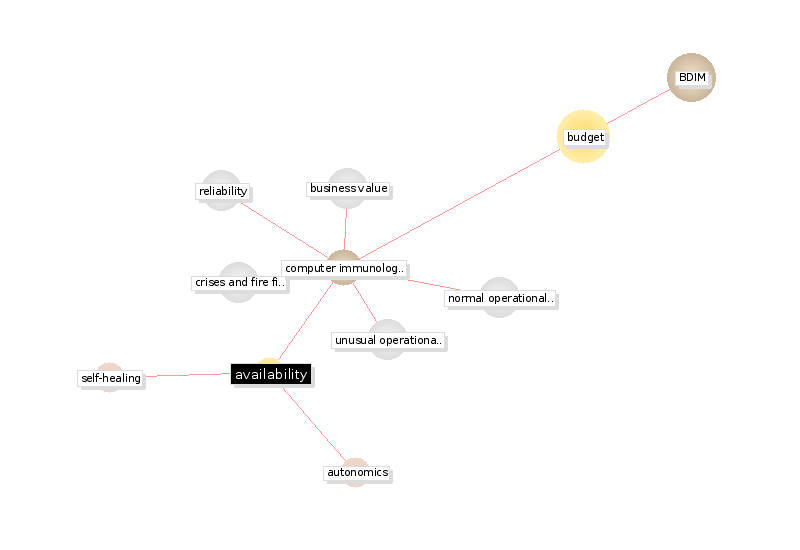 BDIM
budget
reliability
business value
computer immunolog..
crises and fire fi..
normal operational..
unusual operationa..
availability
self-healing
autonomics